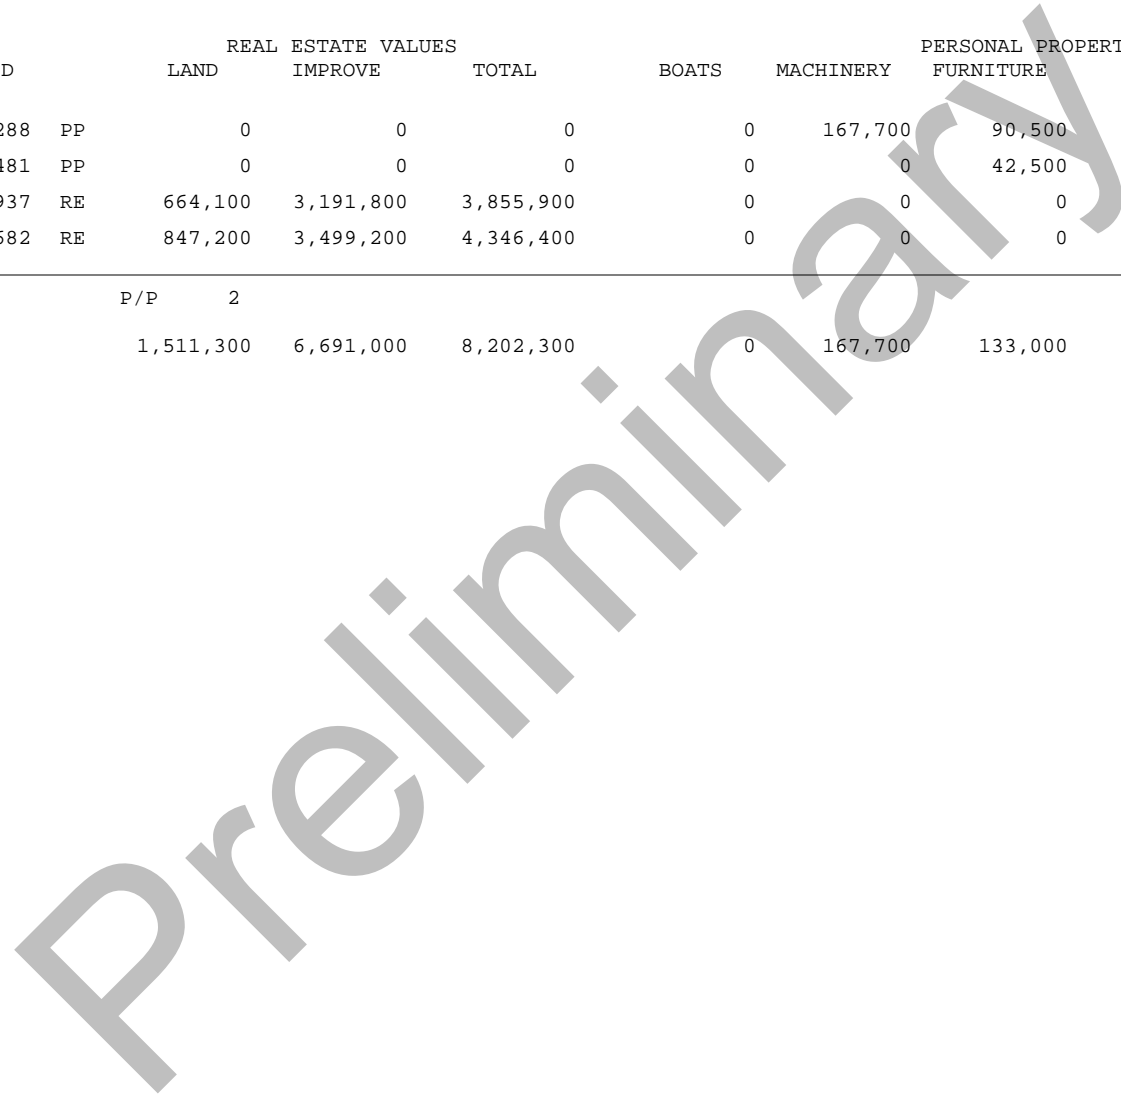 REAL ESTATE VALUES PERSONAL PROPERT
D LAND IMPROVE TOTAL BOATS MACHINERY FURNITURE
288 PP 0 0 0 0 167,700 90,500
481 PP 0 0 0 0 0 42,500
937 RE 664,100 3,191,800 3,855,900 0 0 0
682 RE 847,200 3,499,200 4,346,400 0 0 0
P/P 2
1,511,300 6,691,000 8,202,300 0 167,700 133,000
Preliminary